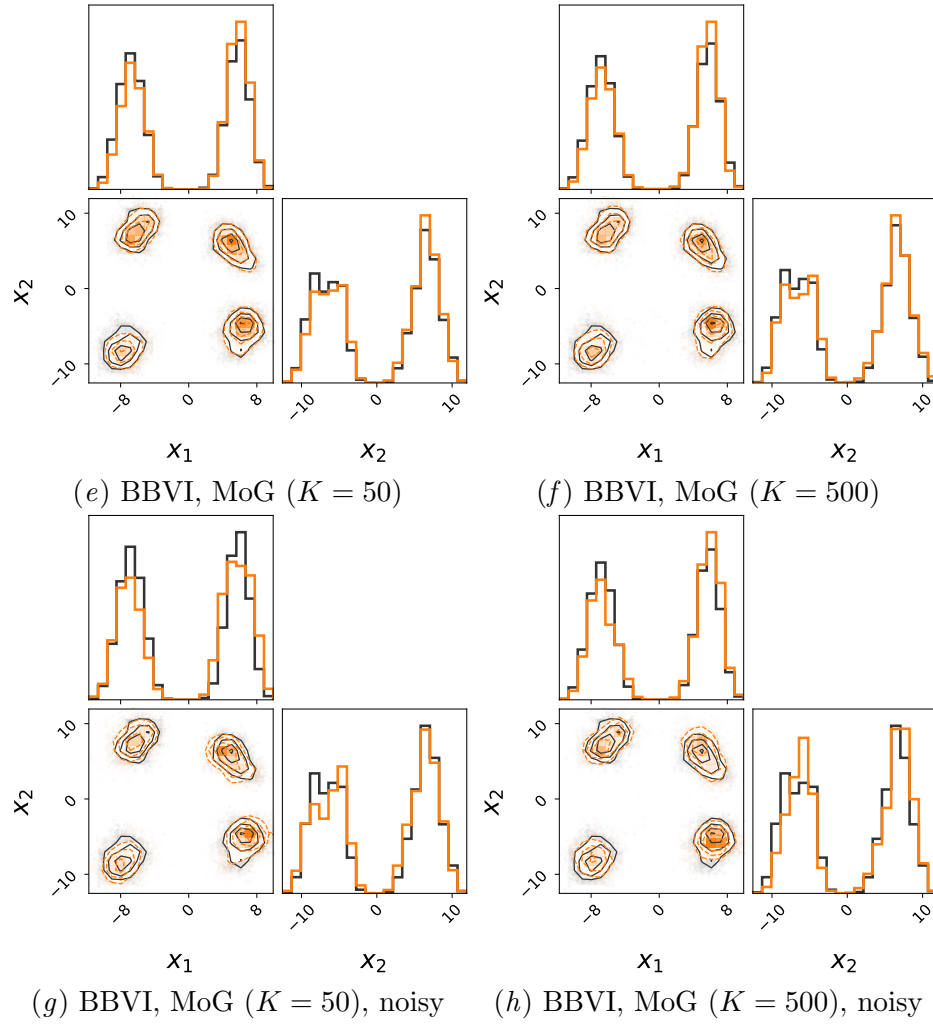 10
0
−10
x2
−8
0
8
x1
−10
0
10
x2
10
0
−10
x2
−8
0
8
x1
−10
0
10
x2
(e) BBVI, MoG (K = 50)
(f) BBVI, MoG (K = 500)
10
0
−10
x2
−8
0
8
x1
−10
0
10
x2
10
0
−10
x2
−8
0
8
x1
−10
0
10
x2
(g) BBVI, MoG (K = 50), noisy
(h) BBVI, MoG (K = 500), noisy